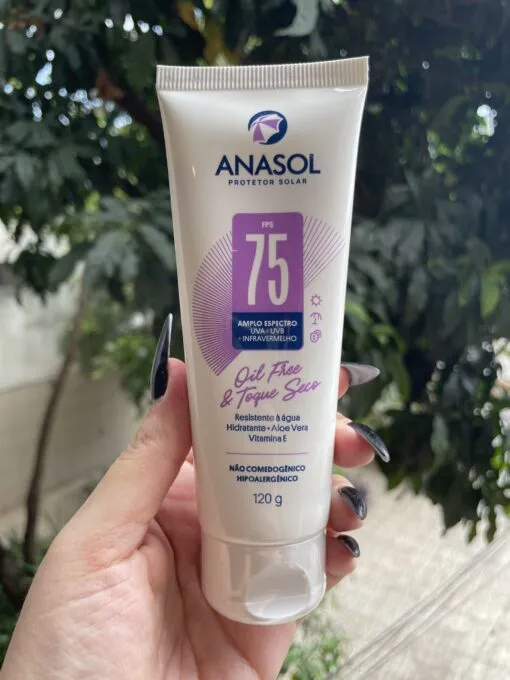 ANASOL
PROTETOR SOLAR
FPS
75
AMPLO ESPECTRO
UVA • UVB
+ INFRAVERMELHO
Oil Free
& Toque Seco
Resistente à água
Hidratante • Aloe Vera
Vitamina E
NÃO COMEDOGÊNICO
HIPOALERGÊNICO
120 g